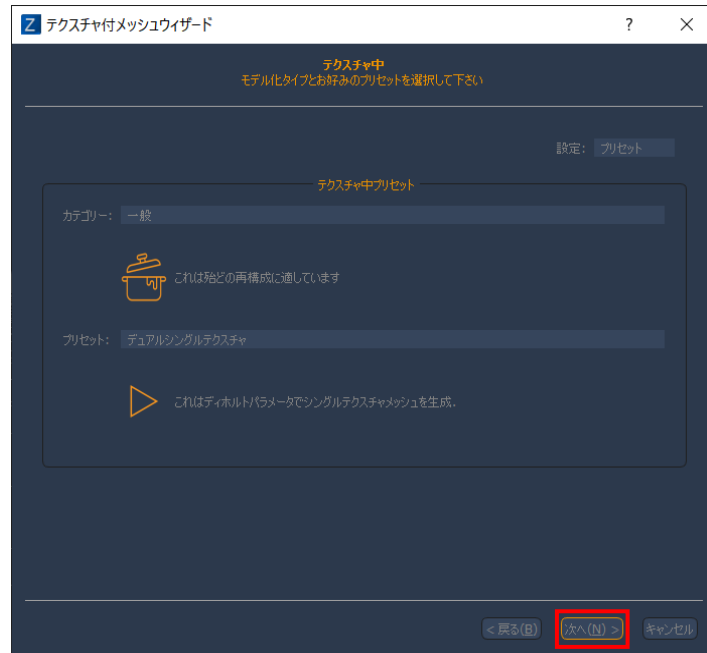 Z テクスチャ付メッシュウィザード ? ×
テクスチャ中
モデル化タイプとお好みのプリセットを選択して下さい
設定: プリセット
テクスチャ中プリセット
カテゴリー: 一般
これは殆どの再構成に適しています
プリセット: デュアルシングルテクスチャ
これはディホルトパラメータでシングルテクスチャメッシュを生成.
< 戻る(B) 次へ(N) > キャンセル